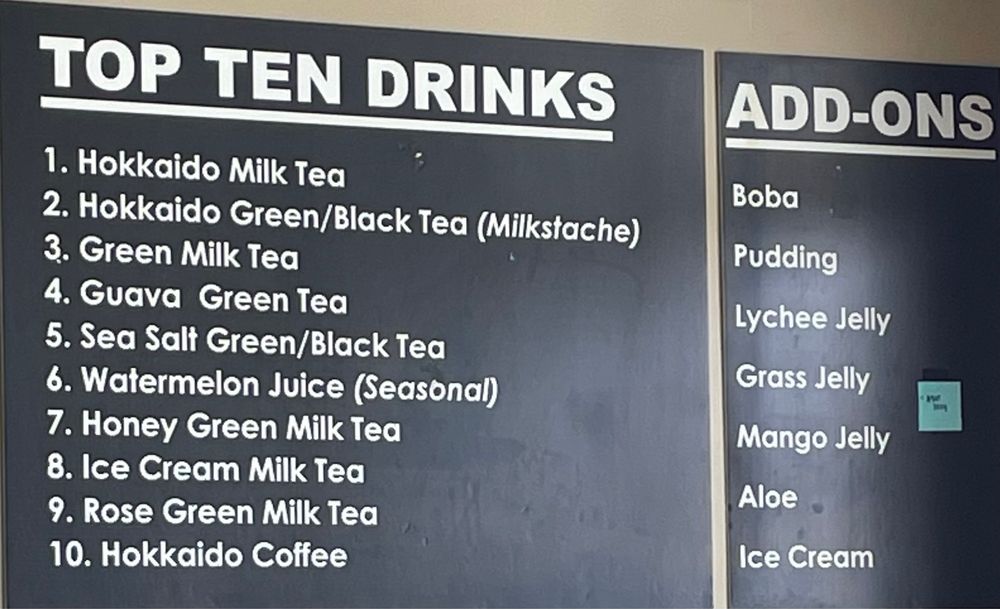 TOP TEN DRINKS
1. Hokkaido Milk Tea
2. Hokkaido Green/Black Tea (Milkstache)
3. Green Milk Tea
4. Guava Green Tea
5. Sea Salt Green/Black Tea
6. Watermelon Juice (Seasonal)
7. Honey Green Milk Tea
8. Ice Cream Milk Tea
9. Rose Green Milk Tea
10. Hokkaido Coffee
ADD-ONS
Boba
Pudding
Lychee Jelly
Grass Jelly
Mango Jelly
Aloe
Ice Cream